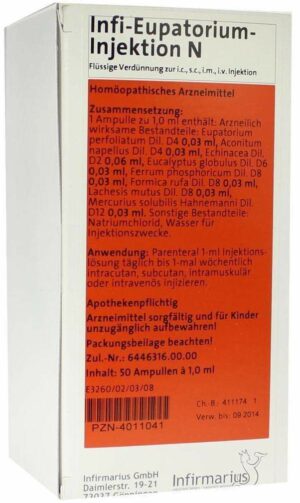 Infi-Eupatorium-
Injektion N
Flüssige Verdünnung zur i.c., s.c., i.m., i.v. Injektion
Homöopathisches Arzneimittel
Zusammensetzung:
1 Ampulle zu 1,0 ml enthält: Arzneilich
wirksame Bestandteile: Eupatorium
perfoliatum Dil. D4 0,03 ml, Aconitum
napellus Dil. D4 0,03 ml, Echinacea Dil.
D2 0,06 ml, Eucalyptus globulus Dil. D6
0,03 ml, Ferrum phosphoricum Dil. D8
0,03 ml, Formica rufa Dil. D8 0,03 ml,
Lachesis mutus Dil. D8 0,03 ml,
Mercurius solubilis Hahnemanni Dil.
D12 0,03 ml. Sonstige Bestandteile:
Natriumchlorid, Wasser für
Injektionszwecke.
Anwendung: Parenteral 1 ml Injektions-
lösung täglich bis 1-mal wöchentlich
intracutan, subcutan, intramuskulär
oder intravenös injizieren.
Apothekenpflichtig
Arzneimittel sorgfältig und für Kinder
unzugänglich aufbewahren!
Packungsbeilage beachten!
Zul.-Nr.: 6446316.00.00
Inhalt: 50 Ampullen à 1,0 ml
E3260/02/03/08
Ch.-B. 411174 1
Verw. bis: 09.2014
PZN-4011041
Infirmarius GmbH
Daimlerstr. 19-21
73037 Göppingen
Infirmarius